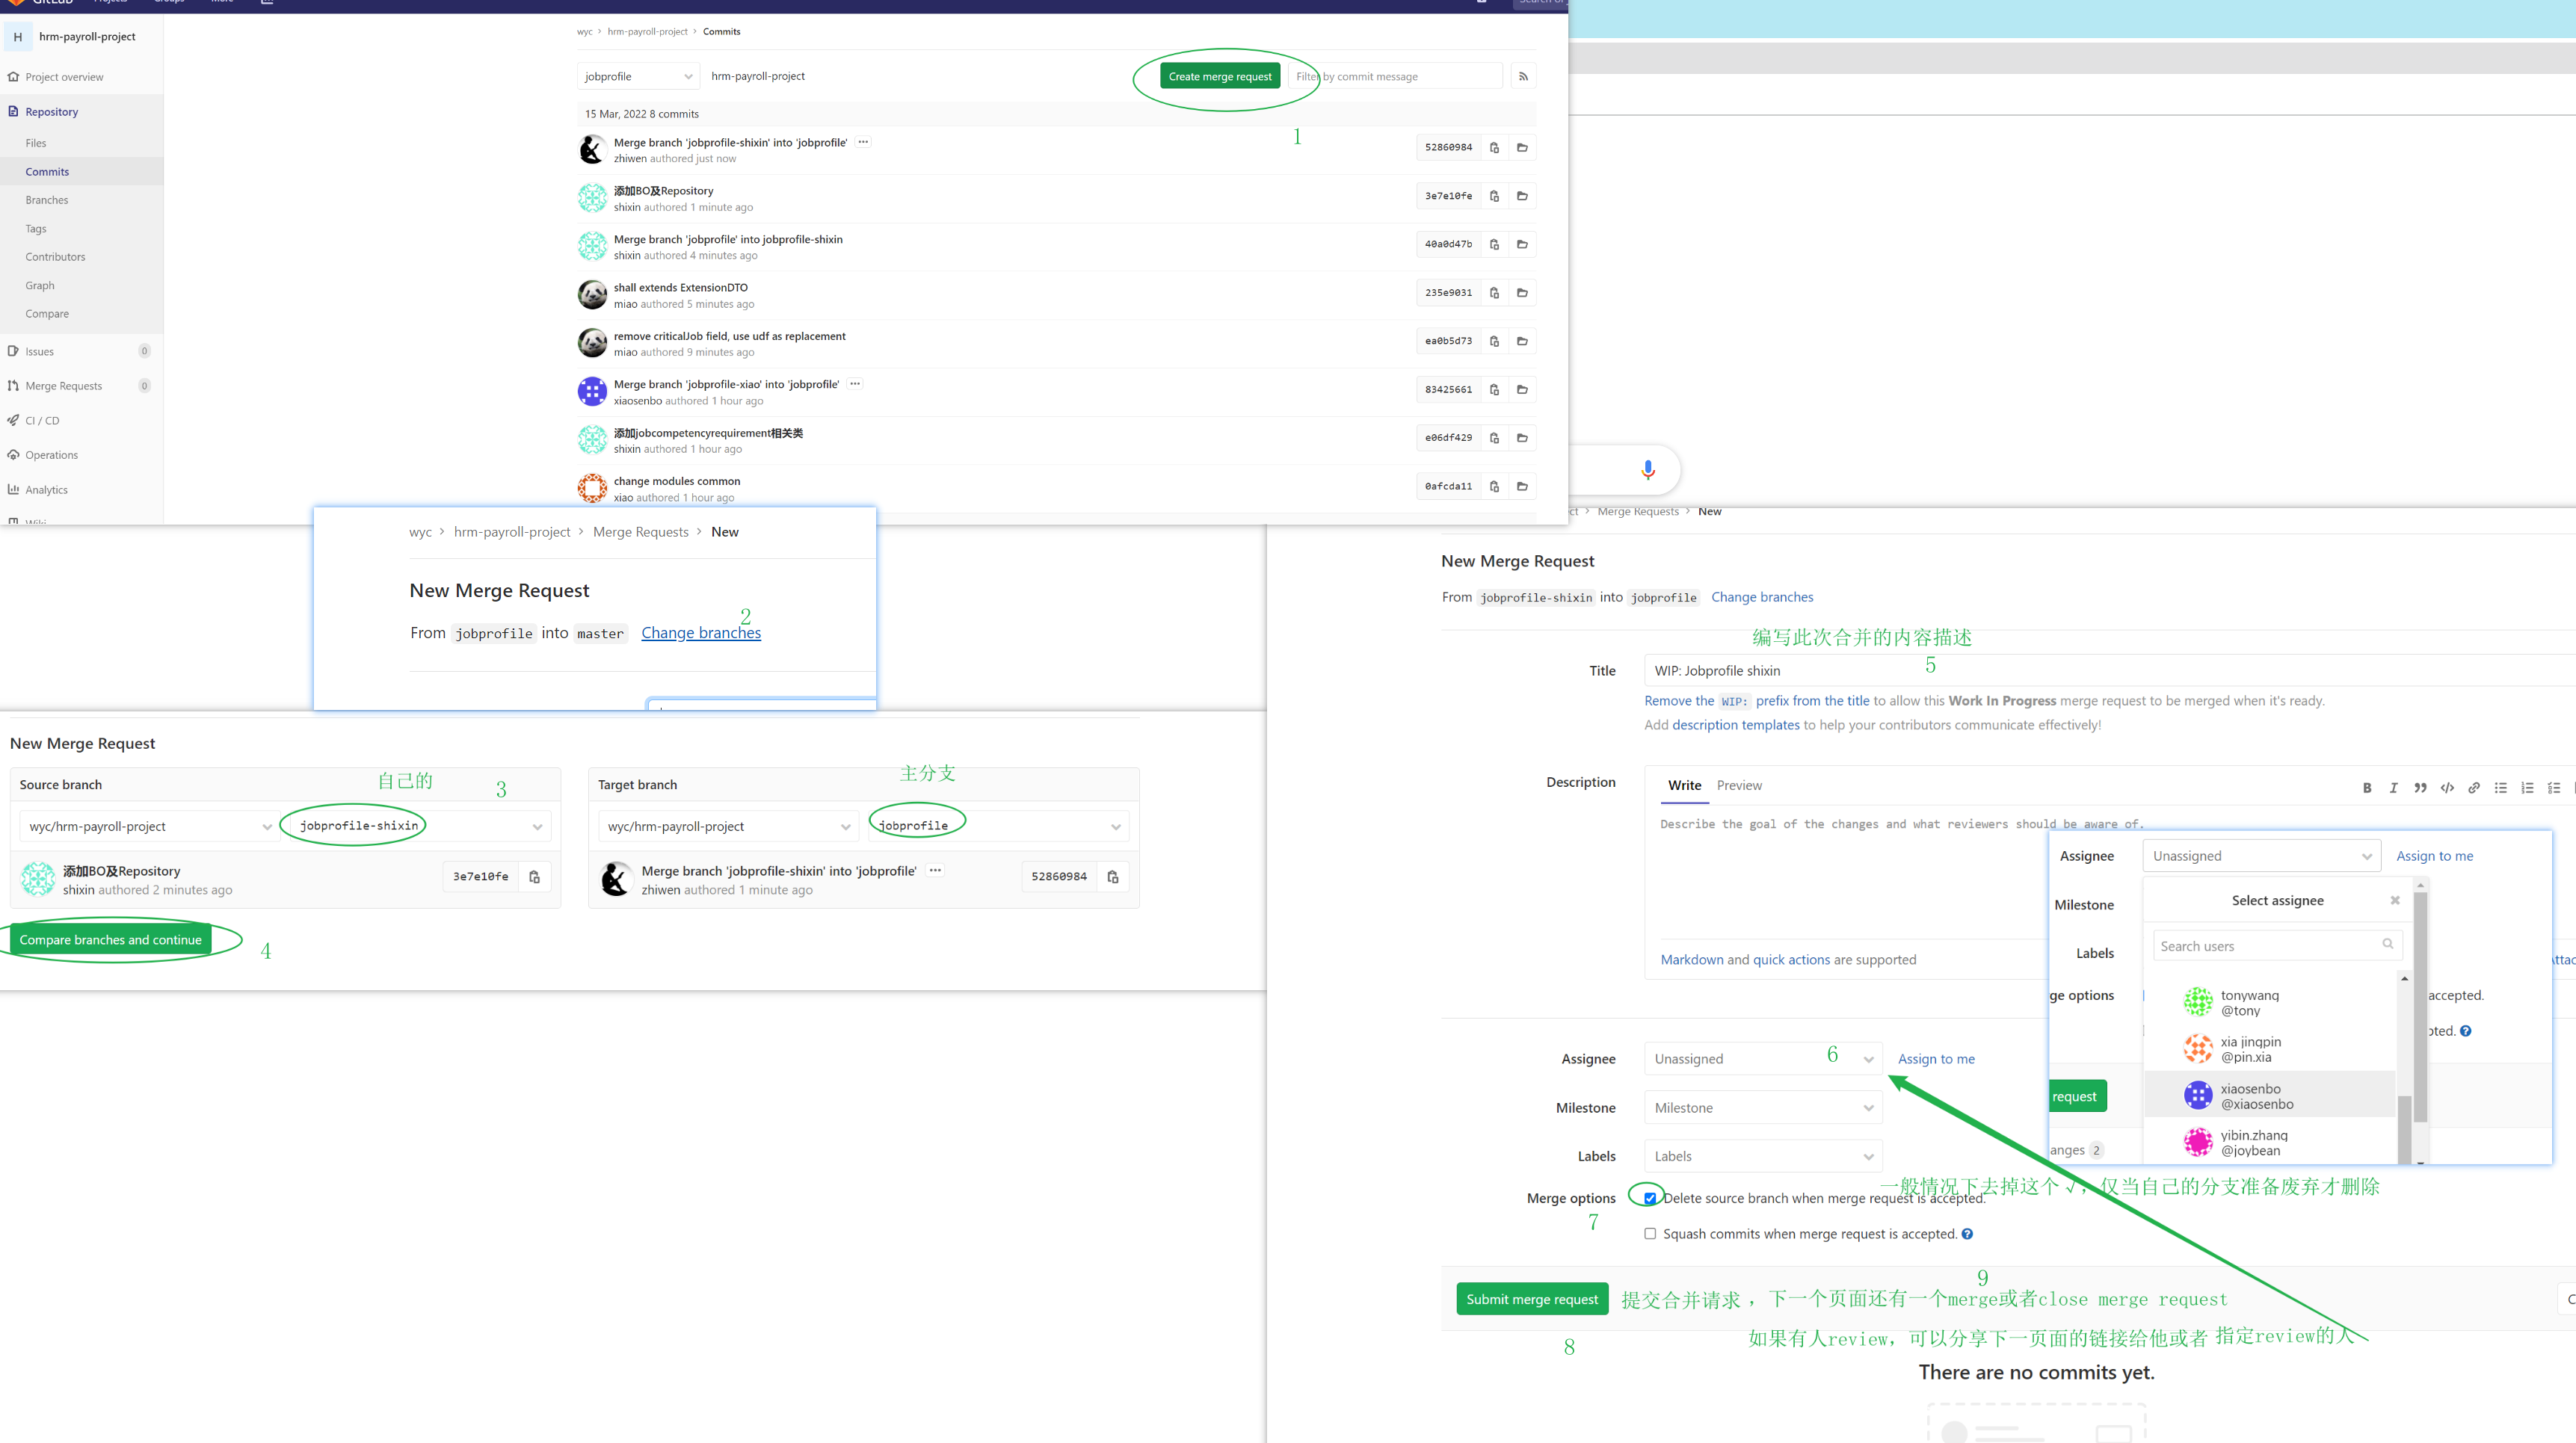 GitLab Projects Groups More
H hrm-payroll-project
Project overview
Repository
Files
Commits
Branches
Tags
Contributors
Graph
Compare
Issues 0
Merge Requests 0
CI / CD
Operations
Analytics
Wiki
wyc > hrm-payroll-project > Commits
jobprofile hrm-payroll-project Create merge request Filter by commit message
1
15 Mar, 2022 8 commits
Merge branch 'jobprofile-shixin' into 'jobprofile' ...
zhiwen authored just now
52860984
添加BO及Repository
shixin authored 1 minute ago
3e7e10fe
Merge branch 'jobprofile' into jobprofile-shixin
shixin authored 4 minutes ago
40a0d47b
shall extends ExtensionDTO
miao authored 5 minutes ago
235e9031
remove criticalJob field, use udf as replacement
miao authored 9 minutes ago
ea0b5d73
Merge branch 'jobprofile-xiao' into 'jobprofile' ...
xiaosenbo authored 1 hour ago
83425661
添加jobcompetencyrequirement相关类
shixin authored 1 hour ago
e06df429
change modules common
xiao authored 1 hour ago
0afcda11
wyc > hrm-payroll-project > Merge Requests > New
New Merge Request
2
From jobprofile into master Change branches
New Merge Request
Source branch
自己的
3
wyc/hrm-payroll-project jobprofile-shixin
添加BO及Repository
shixin authored 2 minutes ago
3e7e10fe
Target branch
主分支
wyc/hrm-payroll-project jobprofile
Merge branch 'jobprofile-shixin' into 'jobprofile' ...
zhiwen authored 1 minute ago
52860984
Compare branches and continue
4
ct > Merge Requests > New
New Merge Request
From jobprofile-shixin into jobprofile Change branches
编写此次合并的内容描述
5
Title WIP: Jobprofile shixin
Remove the WIP: prefix from the title to allow this Work In Progress merge request to be merged when it's ready.
Add description templates to help your contributors communicate effectively!
Description Write Preview
Describe the goal of the changes and what reviewers should be aware of.
Markdown and quick actions are supported
Assignee Unassigned 6 Assign to me
Milestone Milestone
Labels Labels
一般情况下去掉这个 √，仅当自己的分支准备废弃才删除
Merge options Delete source branch when merge request is accepted.
7
Squash commits when merge request is accepted.
9
Submit merge request 提交合并请求 ，下一个页面还有一个merge或者close merge request
8
如果有人review，可以分享下一页面的链接给他或者 指定review的人
There are no commits yet.
Assignee Unassigned Assign to me
Milestone
Labels
Select assignee
Search users
tonywang
@tony
xia jingpin
@pin.xia
xiaosenbo
@xiaosenbo
yibin.zhang
@joybean
ge options
accepted.
pted.
request
anges 2